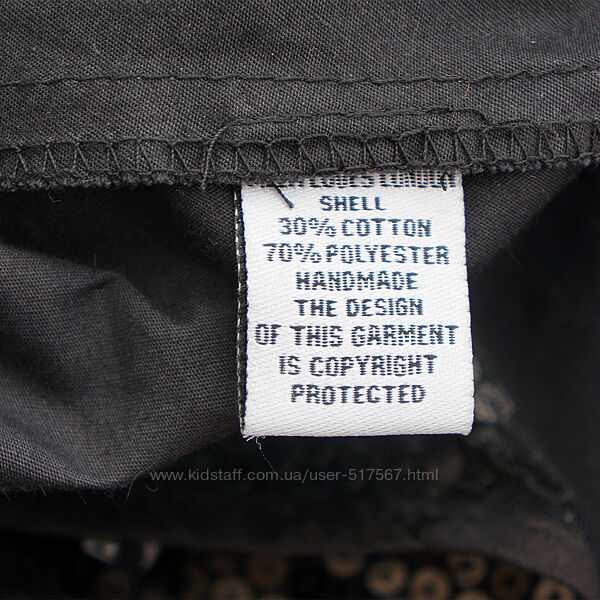 SHELL
30% COTTON
70% POLYESTER
HANDMADE
THE DESIGN
OF THIS GARMENT
IS COPYRIGHT
PROTECTED
www.kidstaff.com.ua/user-517567.html